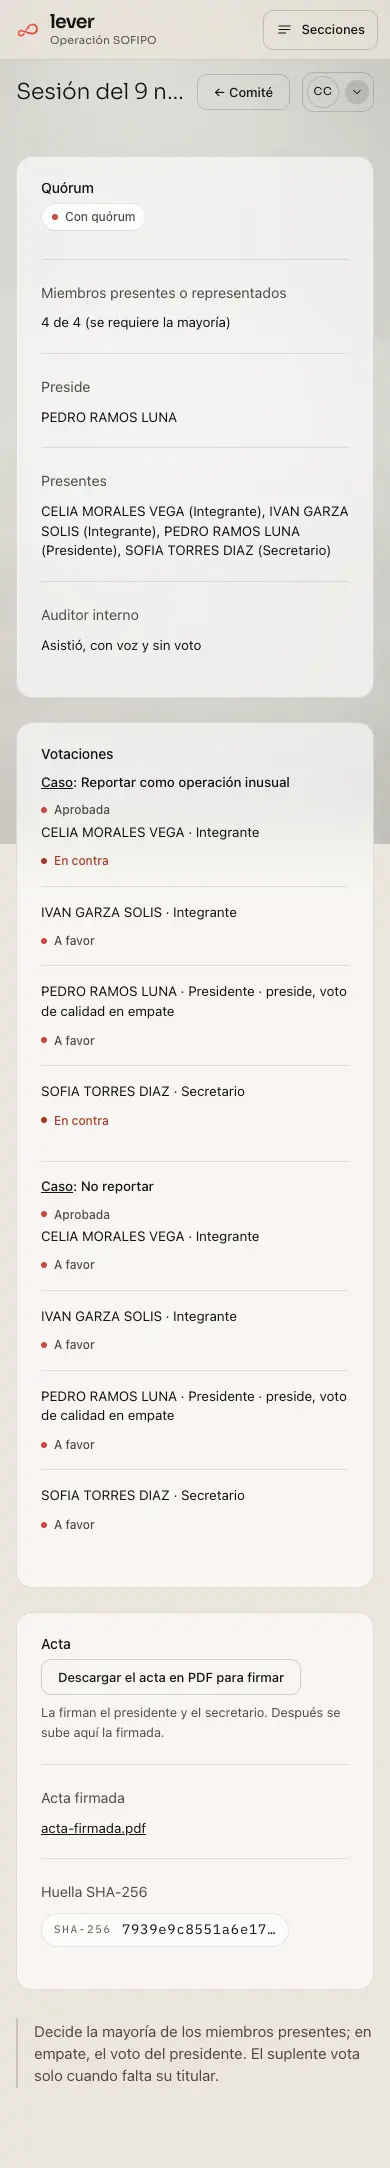 lever
Operación SOFIPO
Secciones
Sesión del 9 n...
← Comité
CC
Quórum
Con quórum
Miembros presentes o representados
4 de 4 (se requiere la mayoría)
Preside
PEDRO RAMOS LUNA
Presentes
CELIA MORALES VEGA (Integrante), IVAN GARZA
SOLIS (Integrante), PEDRO RAMOS LUNA
(Presidente), SOFIA TORRES DIAZ (Secretario)
Auditor interno
Asistió, con voz y sin voto
Votaciones
Caso: Reportar como operación inusual
Aprobada
CELIA MORALES VEGA · Integrante
En contra
IVAN GARZA SOLIS · Integrante
A favor
PEDRO RAMOS LUNA · Presidente · preside, voto
de calidad en empate
A favor
SOFIA TORRES DIAZ · Secretario
En contra
Caso: No reportar
Aprobada
CELIA MORALES VEGA · Integrante
A favor
IVAN GARZA SOLIS · Integrante
A favor
PEDRO RAMOS LUNA · Presidente · preside, voto
de calidad en empate
A favor
SOFIA TORRES DIAZ · Secretario
A favor
Acta
Descargar el acta en PDF para firmar
La firman el presidente y el secretario. Después se
sube aquí la firmada.
Acta firmada
acta-firmada.pdf
Huella SHA-256
SHA-256 7939e9c8551a6e17…
Decide la mayoría de los miembros presentes; en
empate, el voto del presidente. El suplente vota
solo cuando falta su titular.